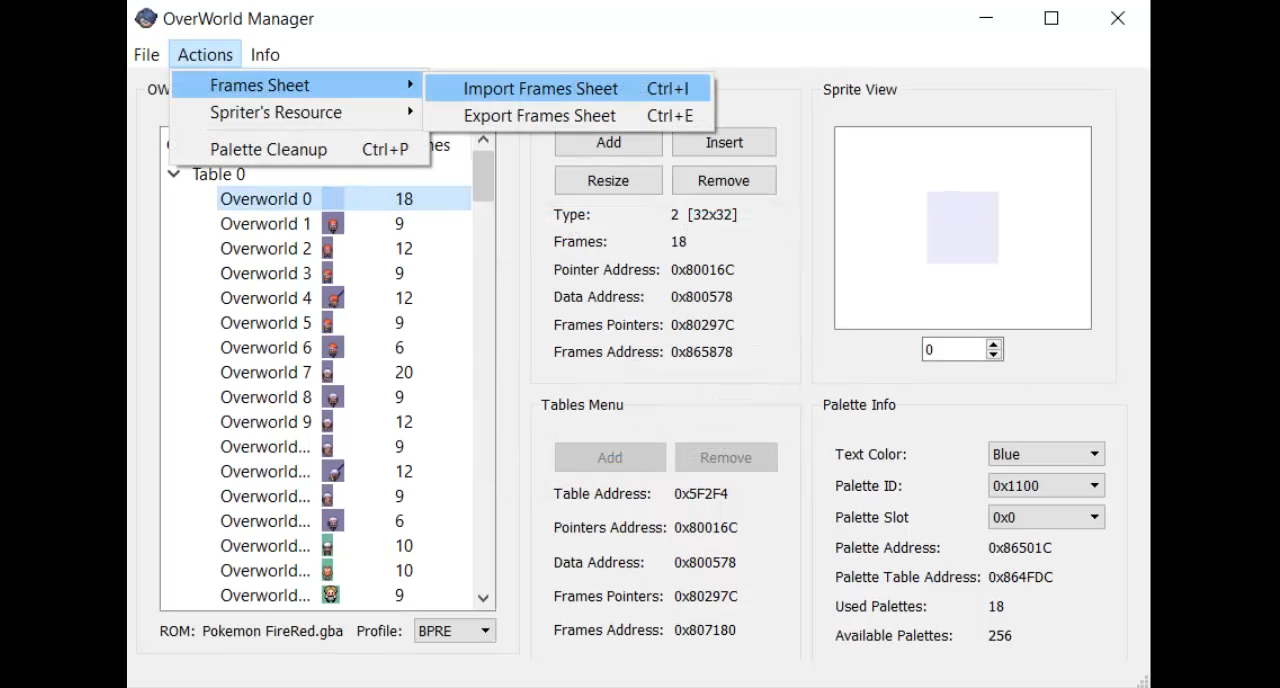 OverWorld Manager
File Actions Info
Frames Sheet
Spriter's Resource
Palette Cleanup Ctrl+P
Import Frames Sheet Ctrl+I
Export Frames Sheet Ctrl+E
Table 0
Overworld 0 18
Overworld 1 9
Overworld 2 12
Overworld 3 9
Overworld 4 12
Overworld 5 9
Overworld 6 6
Overworld 7 20
Overworld 8 9
Overworld 9 12
Overworld... 9
Overworld... 12
Overworld... 9
Overworld... 6
Overworld... 10
Overworld... 10
Overworld... 9
ROM: Pokemon FireRed.gba Profile: BPRE
Add Insert
Resize Remove
Type: 2 [32x32]
Frames: 18
Pointer Address: 0x80016C
Data Address: 0x800578
Frames Pointers: 0x80297C
Frames Address: 0x865878
Tables Menu
Add Remove
Table Address: 0x5F2F4
Pointers Address: 0x80016C
Data Address: 0x800578
Frames Pointers: 0x80297C
Frames Address: 0x807180
Sprite View
0
Palette Info
Text Color: Blue
Palette ID: 0x1100
Palette Slot 0x0
Palette Address: 0x86501C
Palette Table Address: 0x864FDC
Used Palettes: 18
Available Palettes: 256